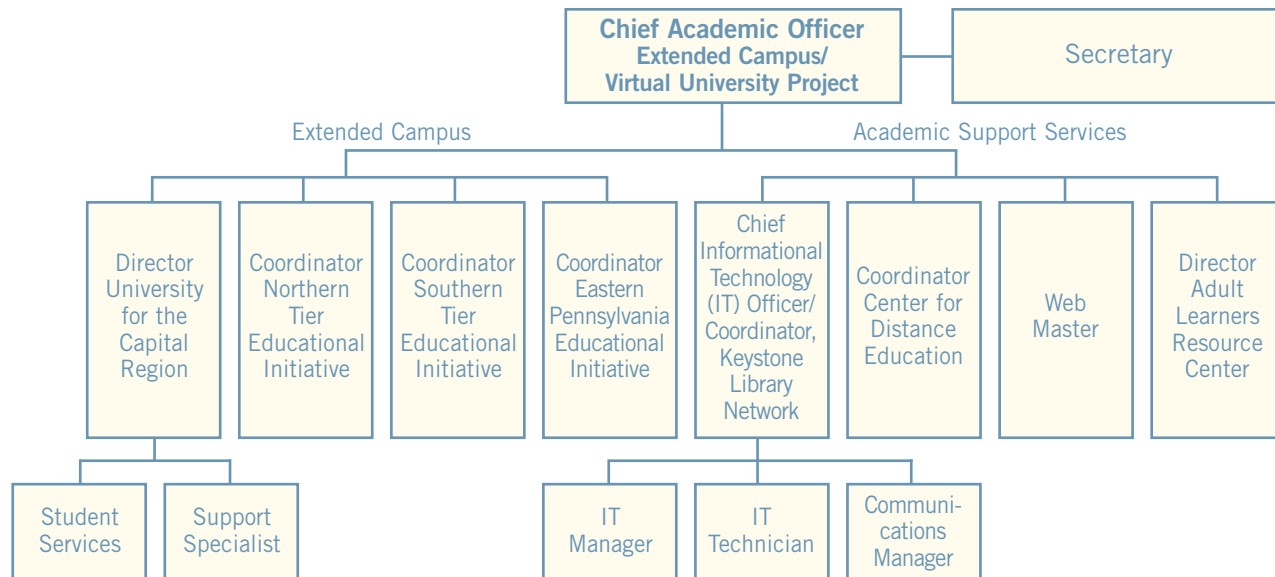 Chief Academic Officer
Extended Campus/
Virtual University Project
Secretary
Extended Campus
Academic Support Services
Director
University
for the
Capital
Region
Coordinator
Northern
Tier
Educational
Initiative
Coordinator
Southern
Tier
Educational
Initiative
Coordinator
Eastern
Pennsylvania
Educational
Initiative
Chief
Informational
Technology
(IT) Officer/
Coordinator,
Keystone
Library
Network
Coordinator
Center for
Distance
Education
Web
Master
Director
Adult
Learners
Resource
Center
Student
Services
Support
Specialist
IT
Manager
IT
Technician
Communi-
cations
Manager